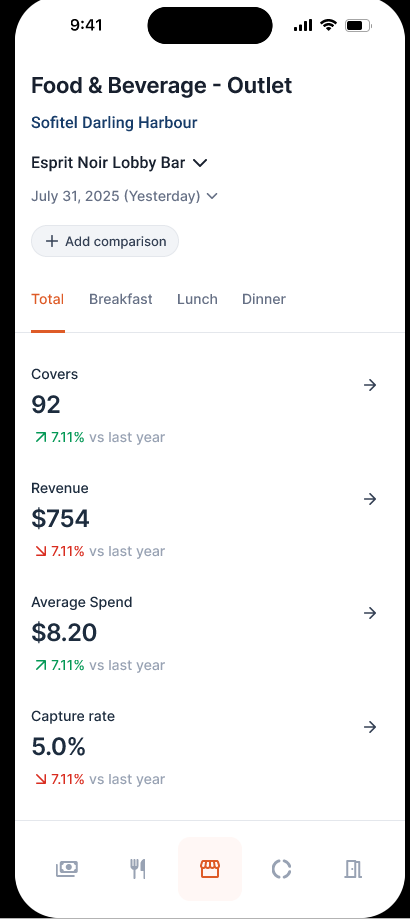 9:41
Food & Beverage - Outlet
Sofitel Darling Harbour
Esprit Noir Lobby Bar
July 31, 2025 (Yesterday)
+ Add comparison
Total Breakfast Lunch Dinner
Covers
92
7.11% vs last year
Revenue
$754
7.11% vs last year
Average Spend
$8.20
7.11% vs last year
Capture rate
5.0%
7.11% vs last year